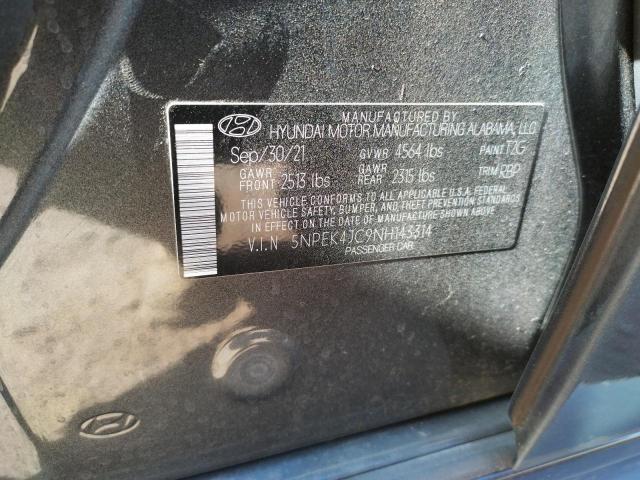 MANUFACTURED BY
HYUNDAI MOTOR MANUFACTURING ALABAMA, LLC
Sep/30/21 GVWR 4564 lbs PAINT T2G
GAWR FRONT 2513 lbs GAWR REAR 2315 lbs TRIM RBP
THIS VEHICLE CONFORMS TO ALL APPLICABLE U.S.A. FEDERAL
MOTOR VEHICLE SAFETY, BUMPER, AND THEFT PREVENTION STANDARDS
IN EFFECT ON THE DATE OF MANUFACTURE SHOWN ABOVE.
V.I.N 5NPEK4JC9NH143314
PASSENGER CAR